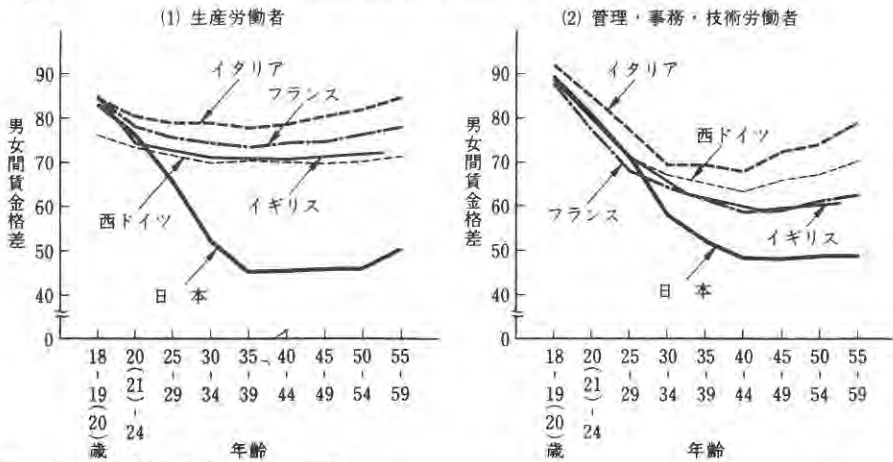 (1) 生産労働者
男女間賃金格差
90
80
70
60
50
40
0
イタリア
フランス
西ドイツ
イギリス
日 本
18-19(20)歳
20(21)-24
25-29
30-34
35-39
40-44
45-49
50-54
55-59
年齢
(2) 管理・事務・技術労働者
男女間賃金格差
90
80
70
60
50
40
0
イタリア
西ドイツ
フランス
イギリス
日 本
18-19(20)歳
20(21)-24
25-29
30-34
35-39
40-44
45-49
50-54
55-59
年齢